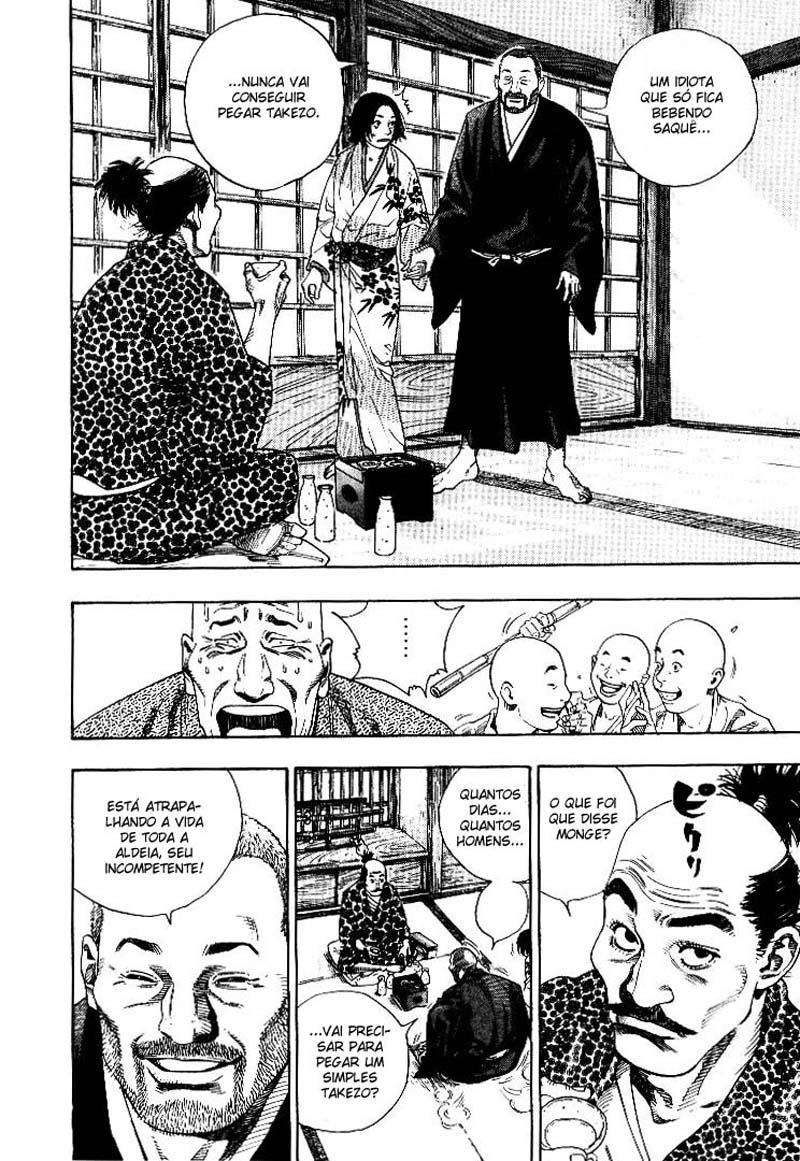 UM IDIOTA
QUE SÓ FICA
BEBENDO
SAQUÊ...
...NUNCA VAI
CONSEGUIR
PEGAR TAKEZO.
......
ピクリ
O QUE FOI
QUE DISSE
MONGE?
QUANTOS
DIAS...
QUANTOS
HOMENS...
...VAI PRECI-
SAR PARA
PEGAR UM
SIMPLES
TAKEZO?
ESTÁ ATRAPA-
LHANDO A VIDA
DE TODA A
ALDEIA, SEU
INCOMPETENTE!